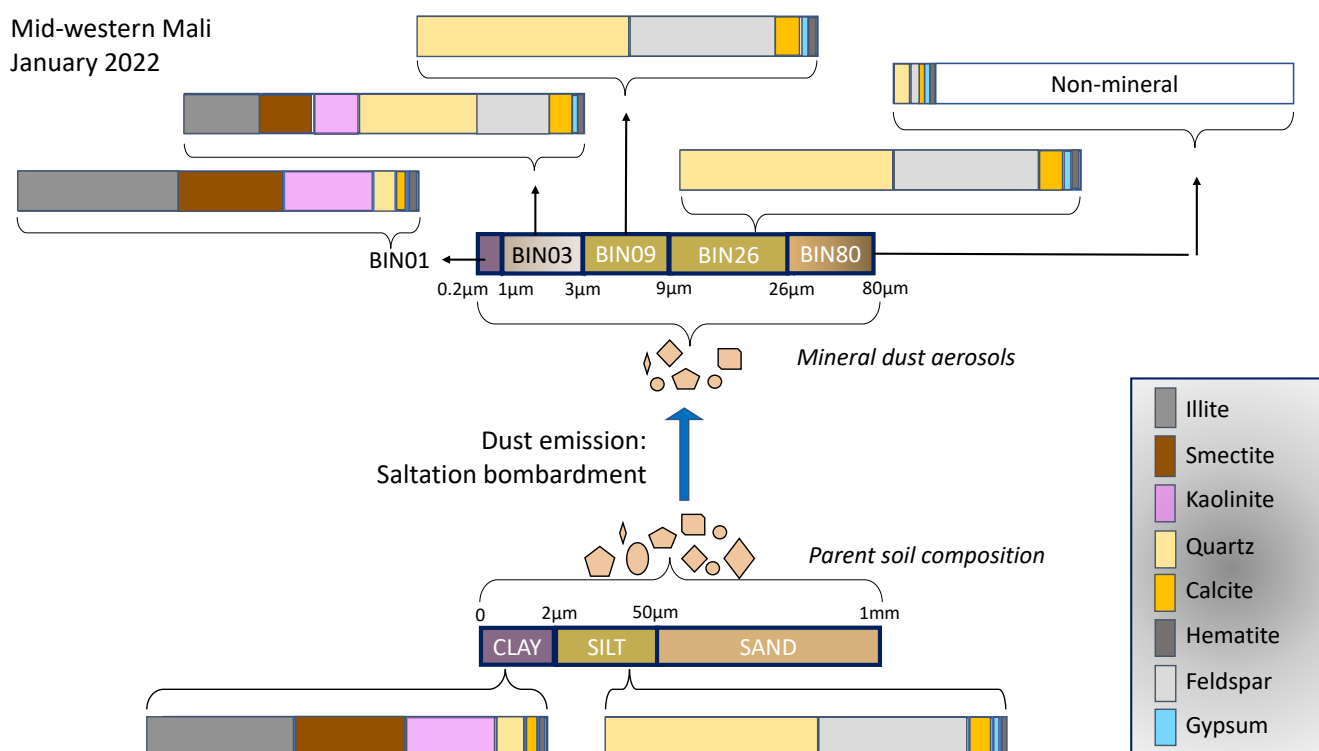 Mid-western Mali
January 2022
Non-mineral
BIN01
BIN03
BIN09
BIN26
BIN80
0.2µm
1µm
3µm
9µm
26µm
80µm
Mineral dust aerosols
Dust emission:
Saltation bombardment
Parent soil composition
0
2µm
50µm
1mm
CLAY
SILT
SAND
Illite
Smectite
Kaolinite
Quartz
Calcite
Hematite
Feldspar
Gypsum